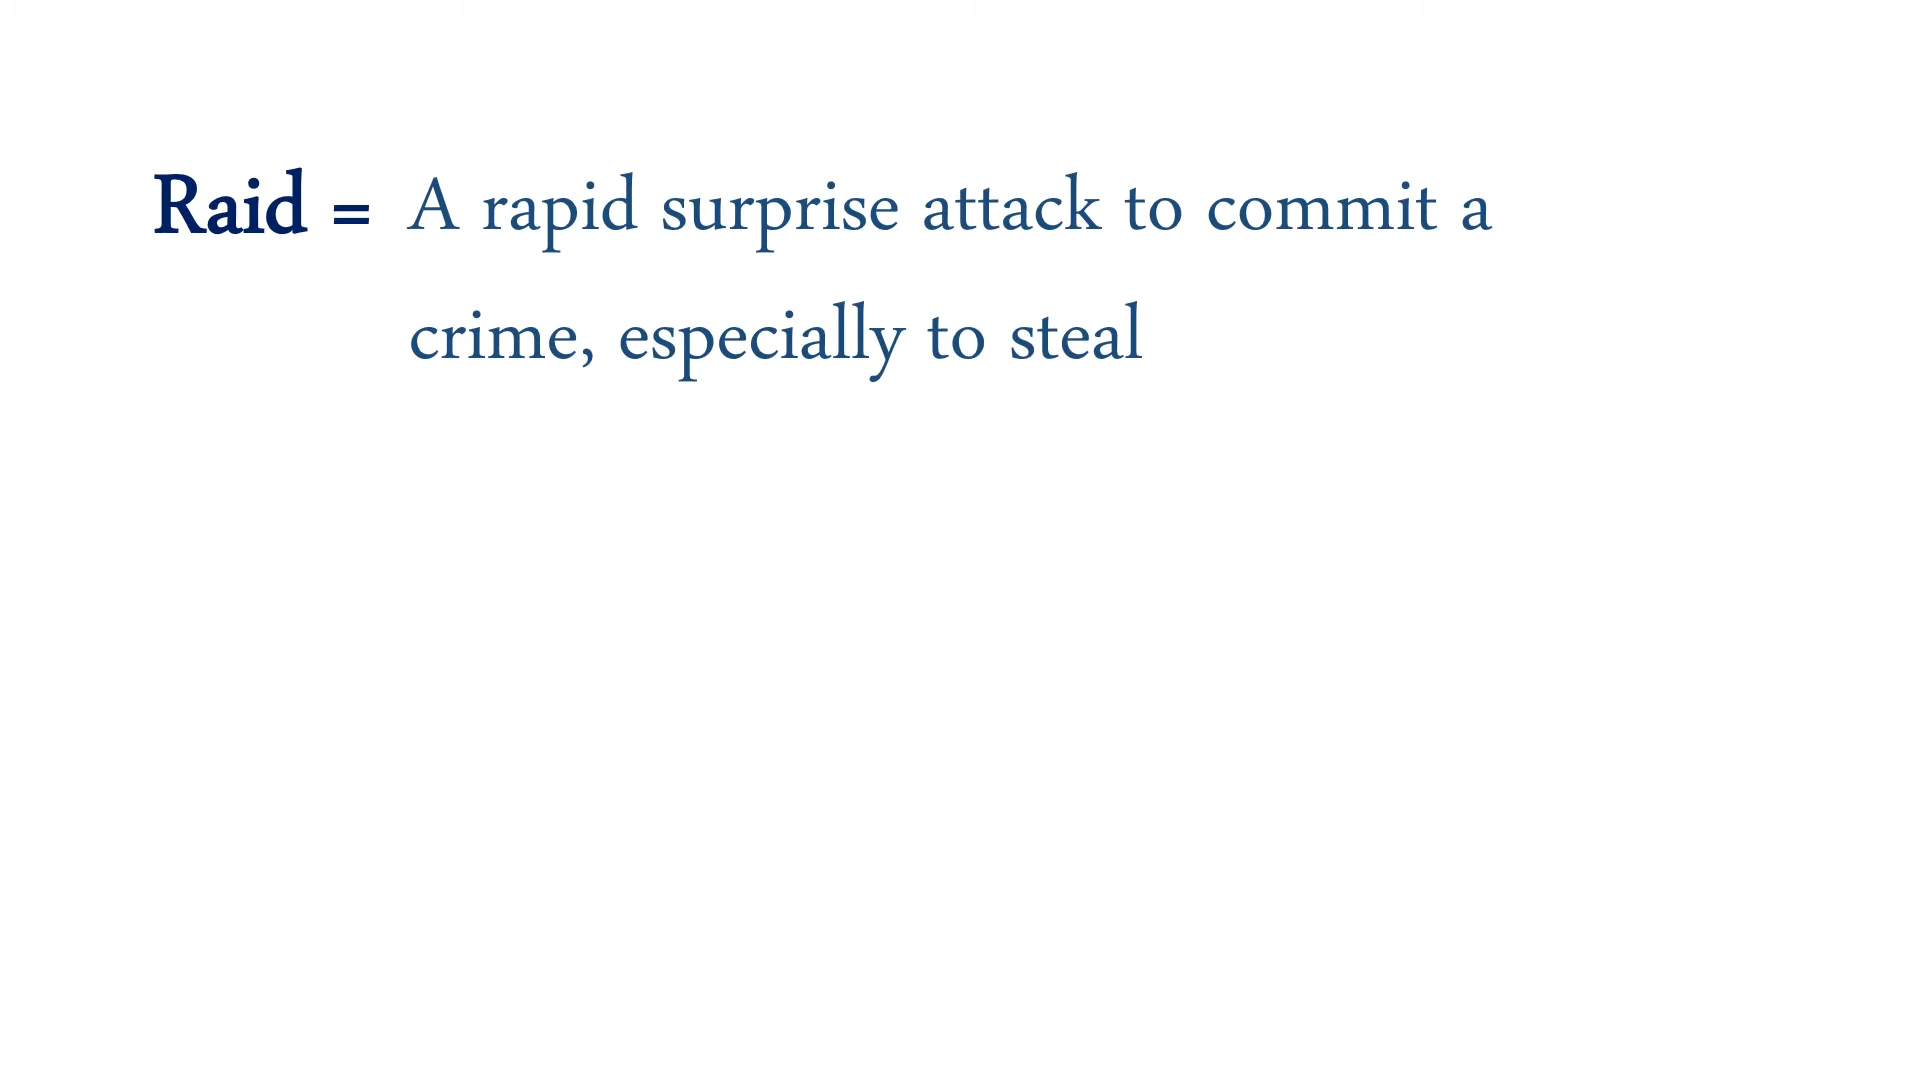 Raid = A rapid surprise attack to commit a
crime, especially to steal